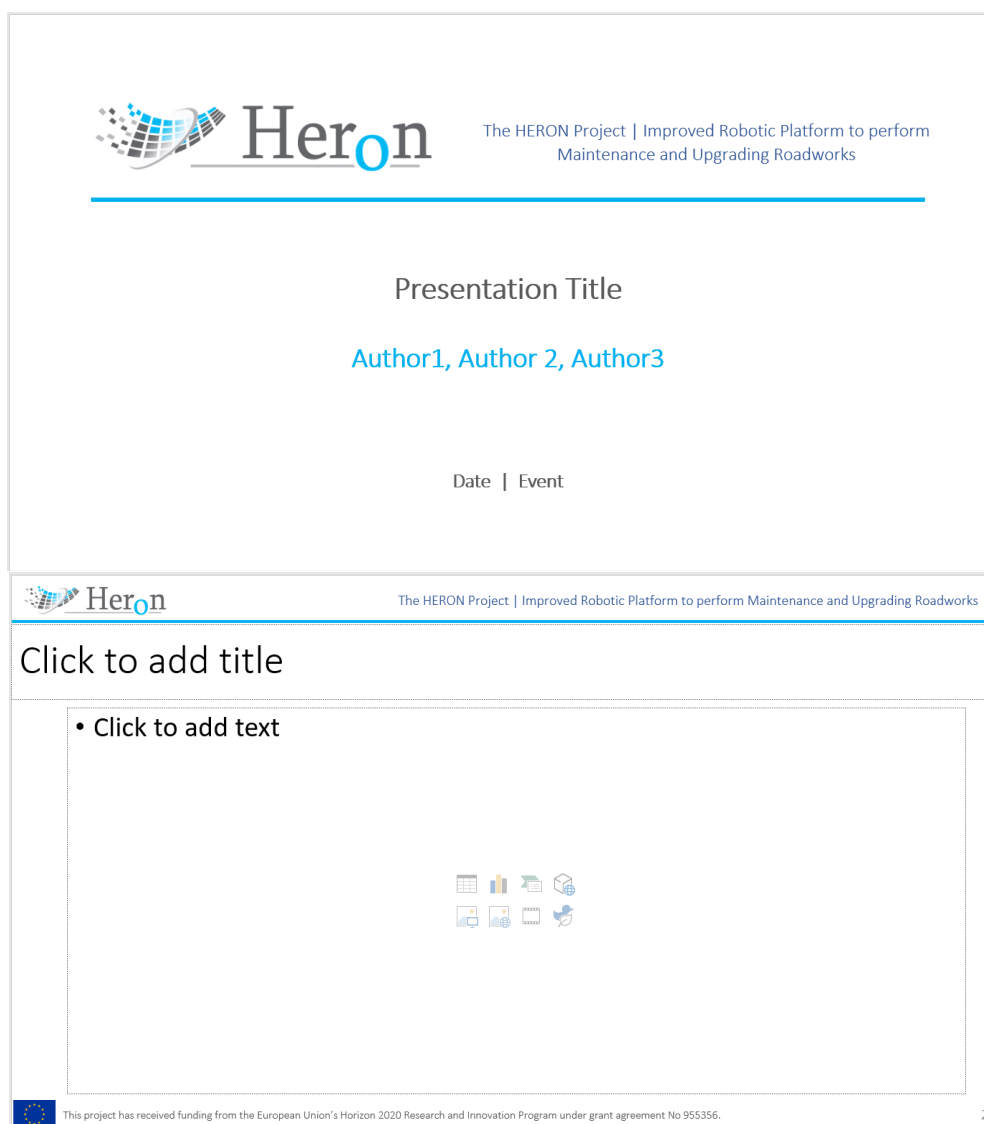 Heron
The HERON Project | Improved Robotic Platform to perform
Maintenance and Upgrading Roadworks
Presentation Title
Author1, Author 2, Author3
Date | Event
Heron
The HERON Project | Improved Robotic Platform to perform Maintenance and Upgrading Roadworks
Click to add title
• Click to add text
This project has received funding from the European Union's Horizon 2020 Research and Innovation Program under grant agreement No 955356.
2